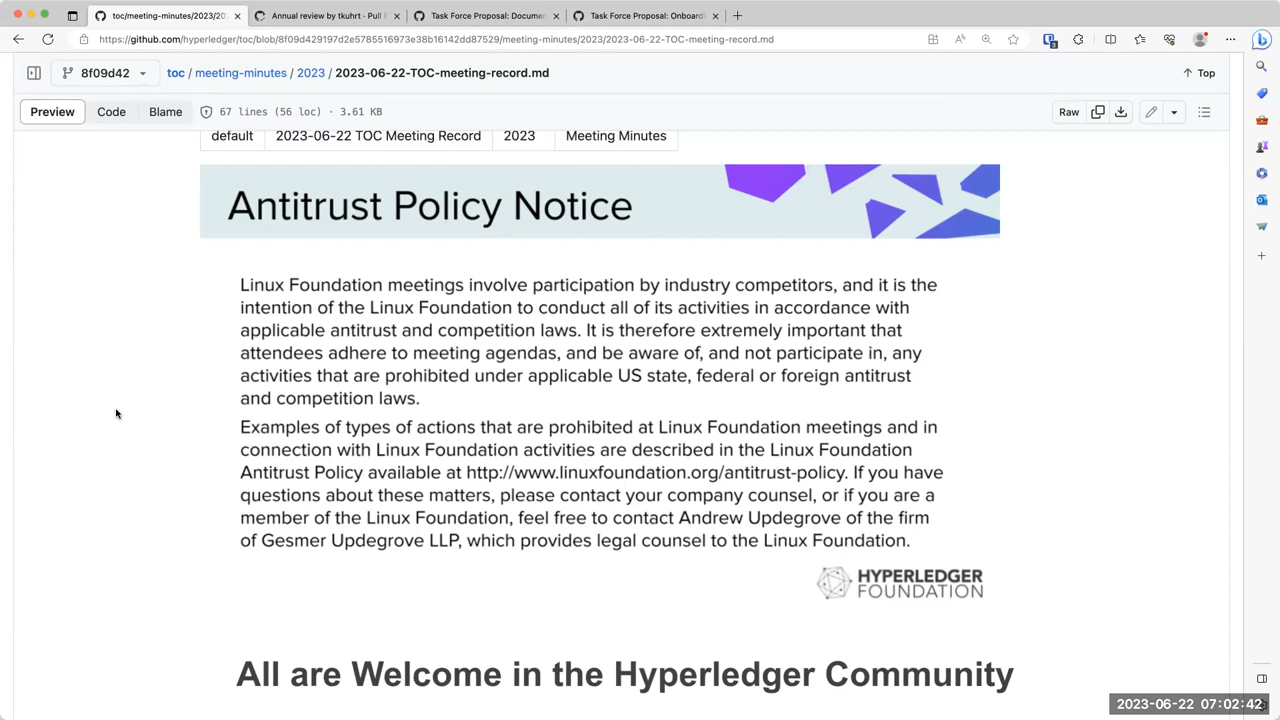 toc/meeting-minutes/2023/20
Annual review by tkuhrt · Pull F
Task Force Proposal: Documen
Task Force Proposal: Onboard
https://github.com/hyperledger/toc/blob/8f09d429197d2e5785516973e38b16142dd87529/meeting-minutes/2023/2023-06-22-TOC-meeting-record.md
8f09d42
toc / meeting-minutes / 2023 / 2023-06-22-TOC-meeting-record.md
Top
Preview Code Blame 67 lines (56 loc) · 3.61 KB
Raw
default 2023-06-22 TOC Meeting Record 2023 Meeting Minutes
Antitrust Policy Notice
Linux Foundation meetings involve participation by industry competitors, and it is the
intention of the Linux Foundation to conduct all of its activities in accordance with
applicable antitrust and competition laws. It is therefore extremely important that
attendees adhere to meeting agendas, and be aware of, and not participate in, any
activities that are prohibited under applicable US state, federal or foreign antitrust
and competition laws.
Examples of types of actions that are prohibited at Linux Foundation meetings and in
connection with Linux Foundation activities are described in the Linux Foundation
Antitrust Policy available at http://www.linuxfoundation.org/antitrust-policy. If you have
questions about these matters, please contact your company counsel, or if you are a
member of the Linux Foundation, feel free to contact Andrew Updegrove of the firm
of Gesmer Updegrove LLP, which provides legal counsel to the Linux Foundation.
HYPERLEDGER
FOUNDATION
All are Welcome in the Hyperledger Community
2023-06-22 07:02:42